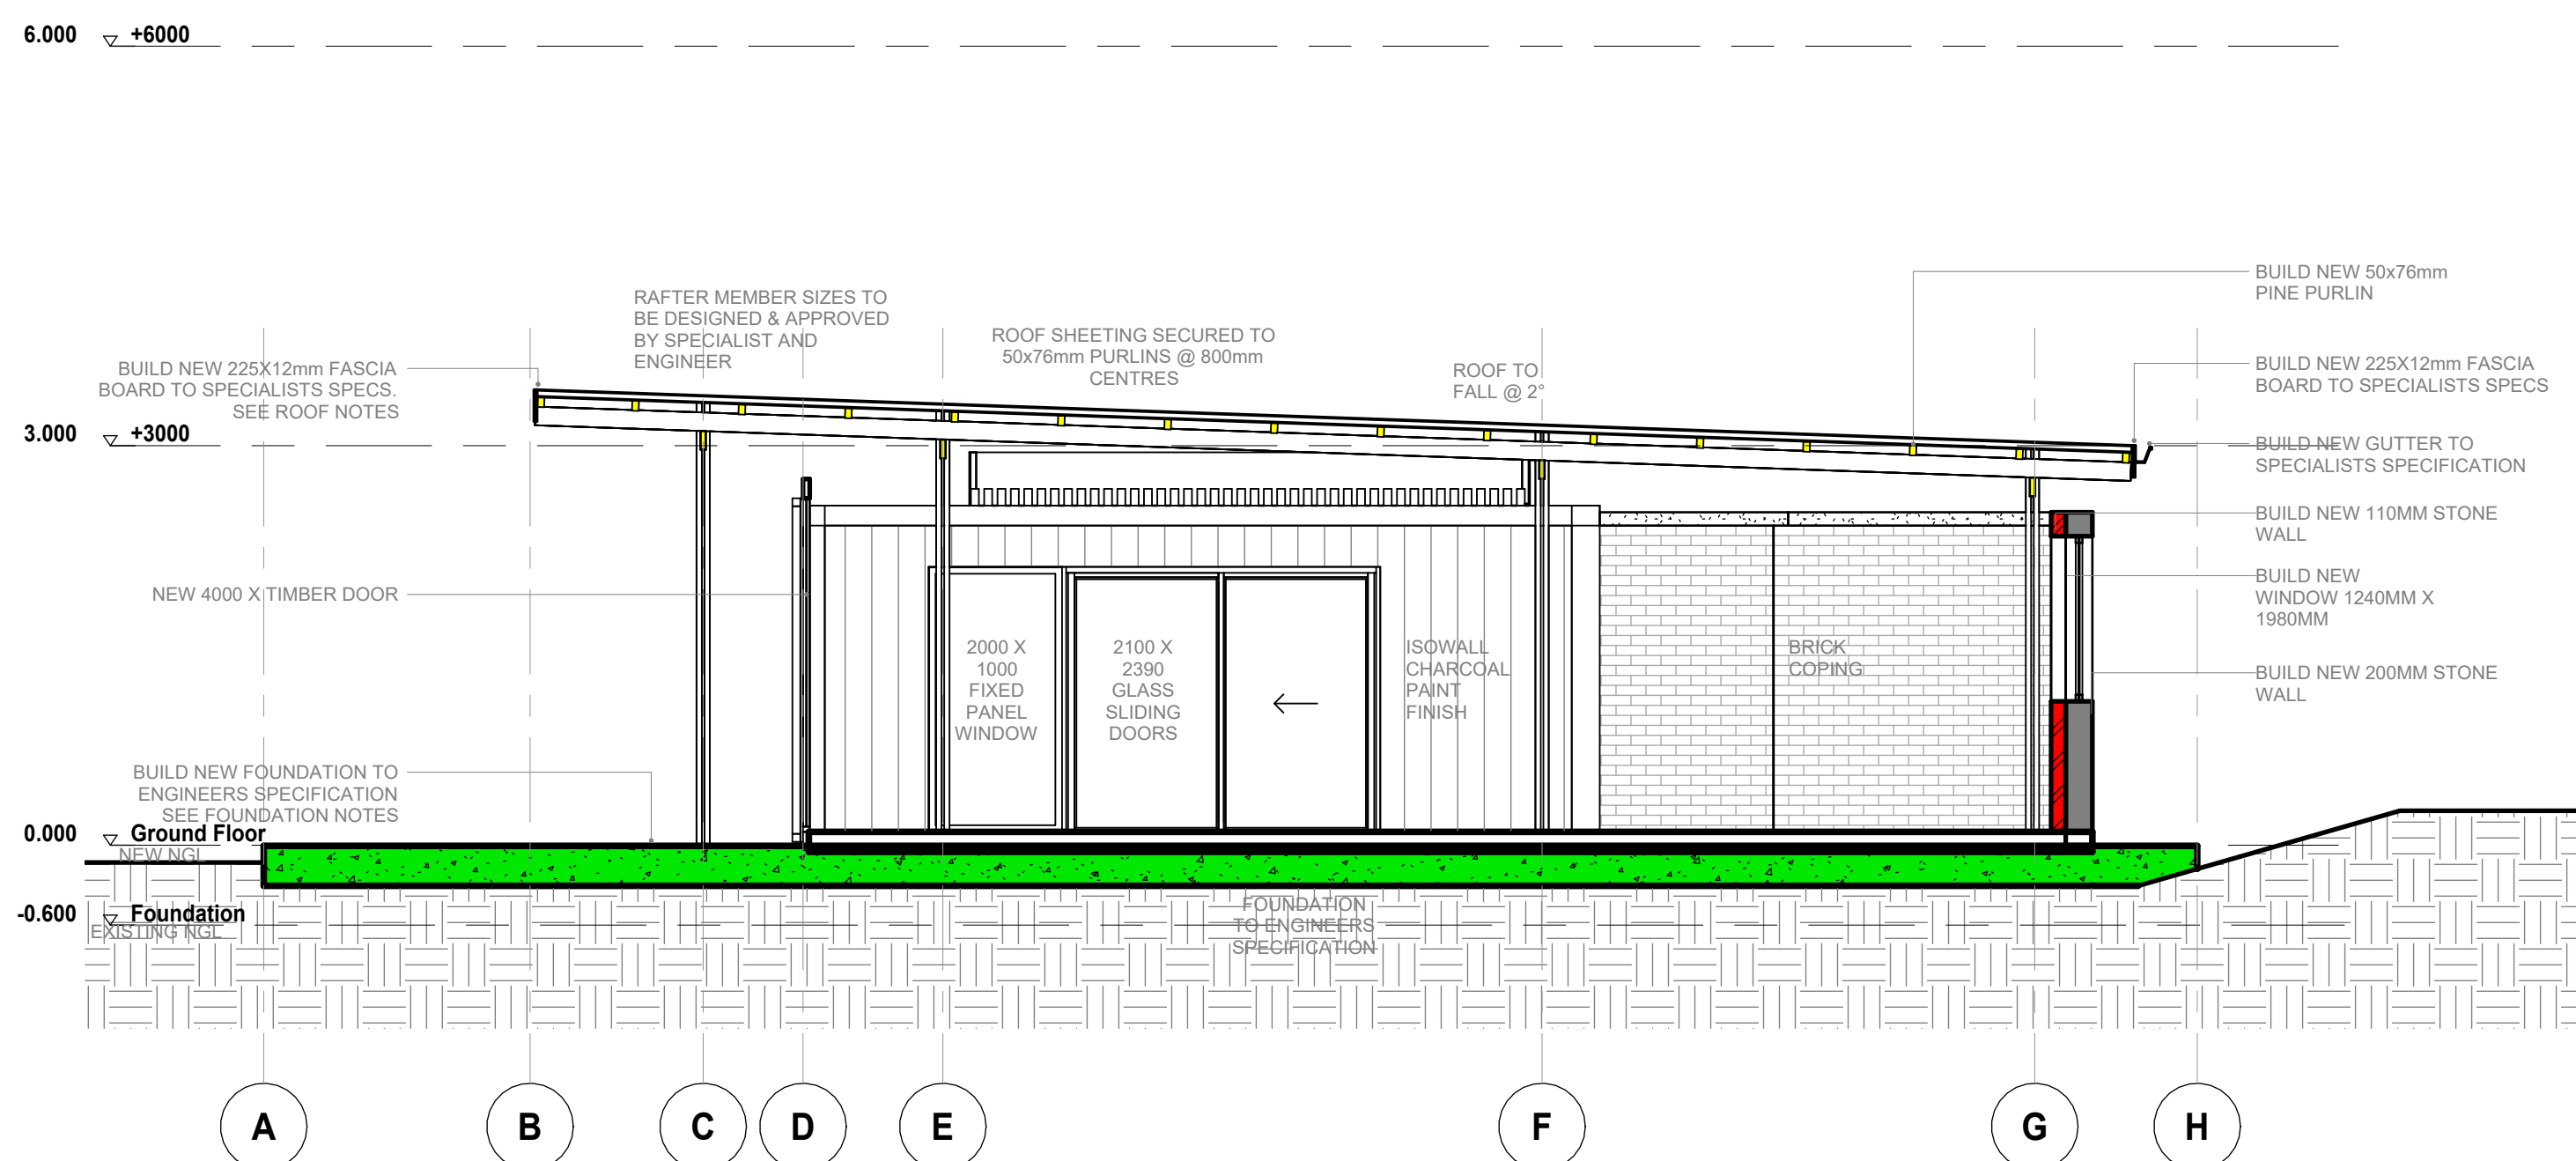 6.000 +6000
BUILD NEW 50x76mm
PINE PURLIN
RAFTER MEMBER SIZES TO
BE DESIGNED & APPROVED
BY SPECIALIST AND
ENGINEER
ROOF SHEETING SECURED TO
50x76mm PURLINS @ 800mm
CENTRES
ROOF TO
FALL @ 2°
BUILD NEW 225X12mm FASCIA
BOARD TO SPECIALISTS SPECS.
SEE ROOF NOTES
BUILD NEW 225X12mm FASCIA
BOARD TO SPECIALISTS SPECS
3.000 +3000
BUILD NEW GUTTER TO
SPECIALISTS SPECIFICATION
BUILD NEW 110MM STONE
WALL
NEW 4000 X TIMBER DOOR
BUILD NEW
WINDOW 1240MM X
1980MM
2000 X
1000
FIXED
PANEL
WINDOW
2100 X
2390
GLASS
SLIDING
DOORS
ISOWALL
CHARCOAL
PAINT
FINISH
BRICK
COPING
BUILD NEW 200MM STONE
WALL
BUILD NEW FOUNDATION TO
ENGINEERS SPECIFICATION
SEE FOUNDATION NOTES
0.000 Ground Floor
NEW NGL
-0.600 Foundation
EXISTING NGL
FOUNDATION
TO ENGINEERS
SPECIFICATION
A B C D E F G H